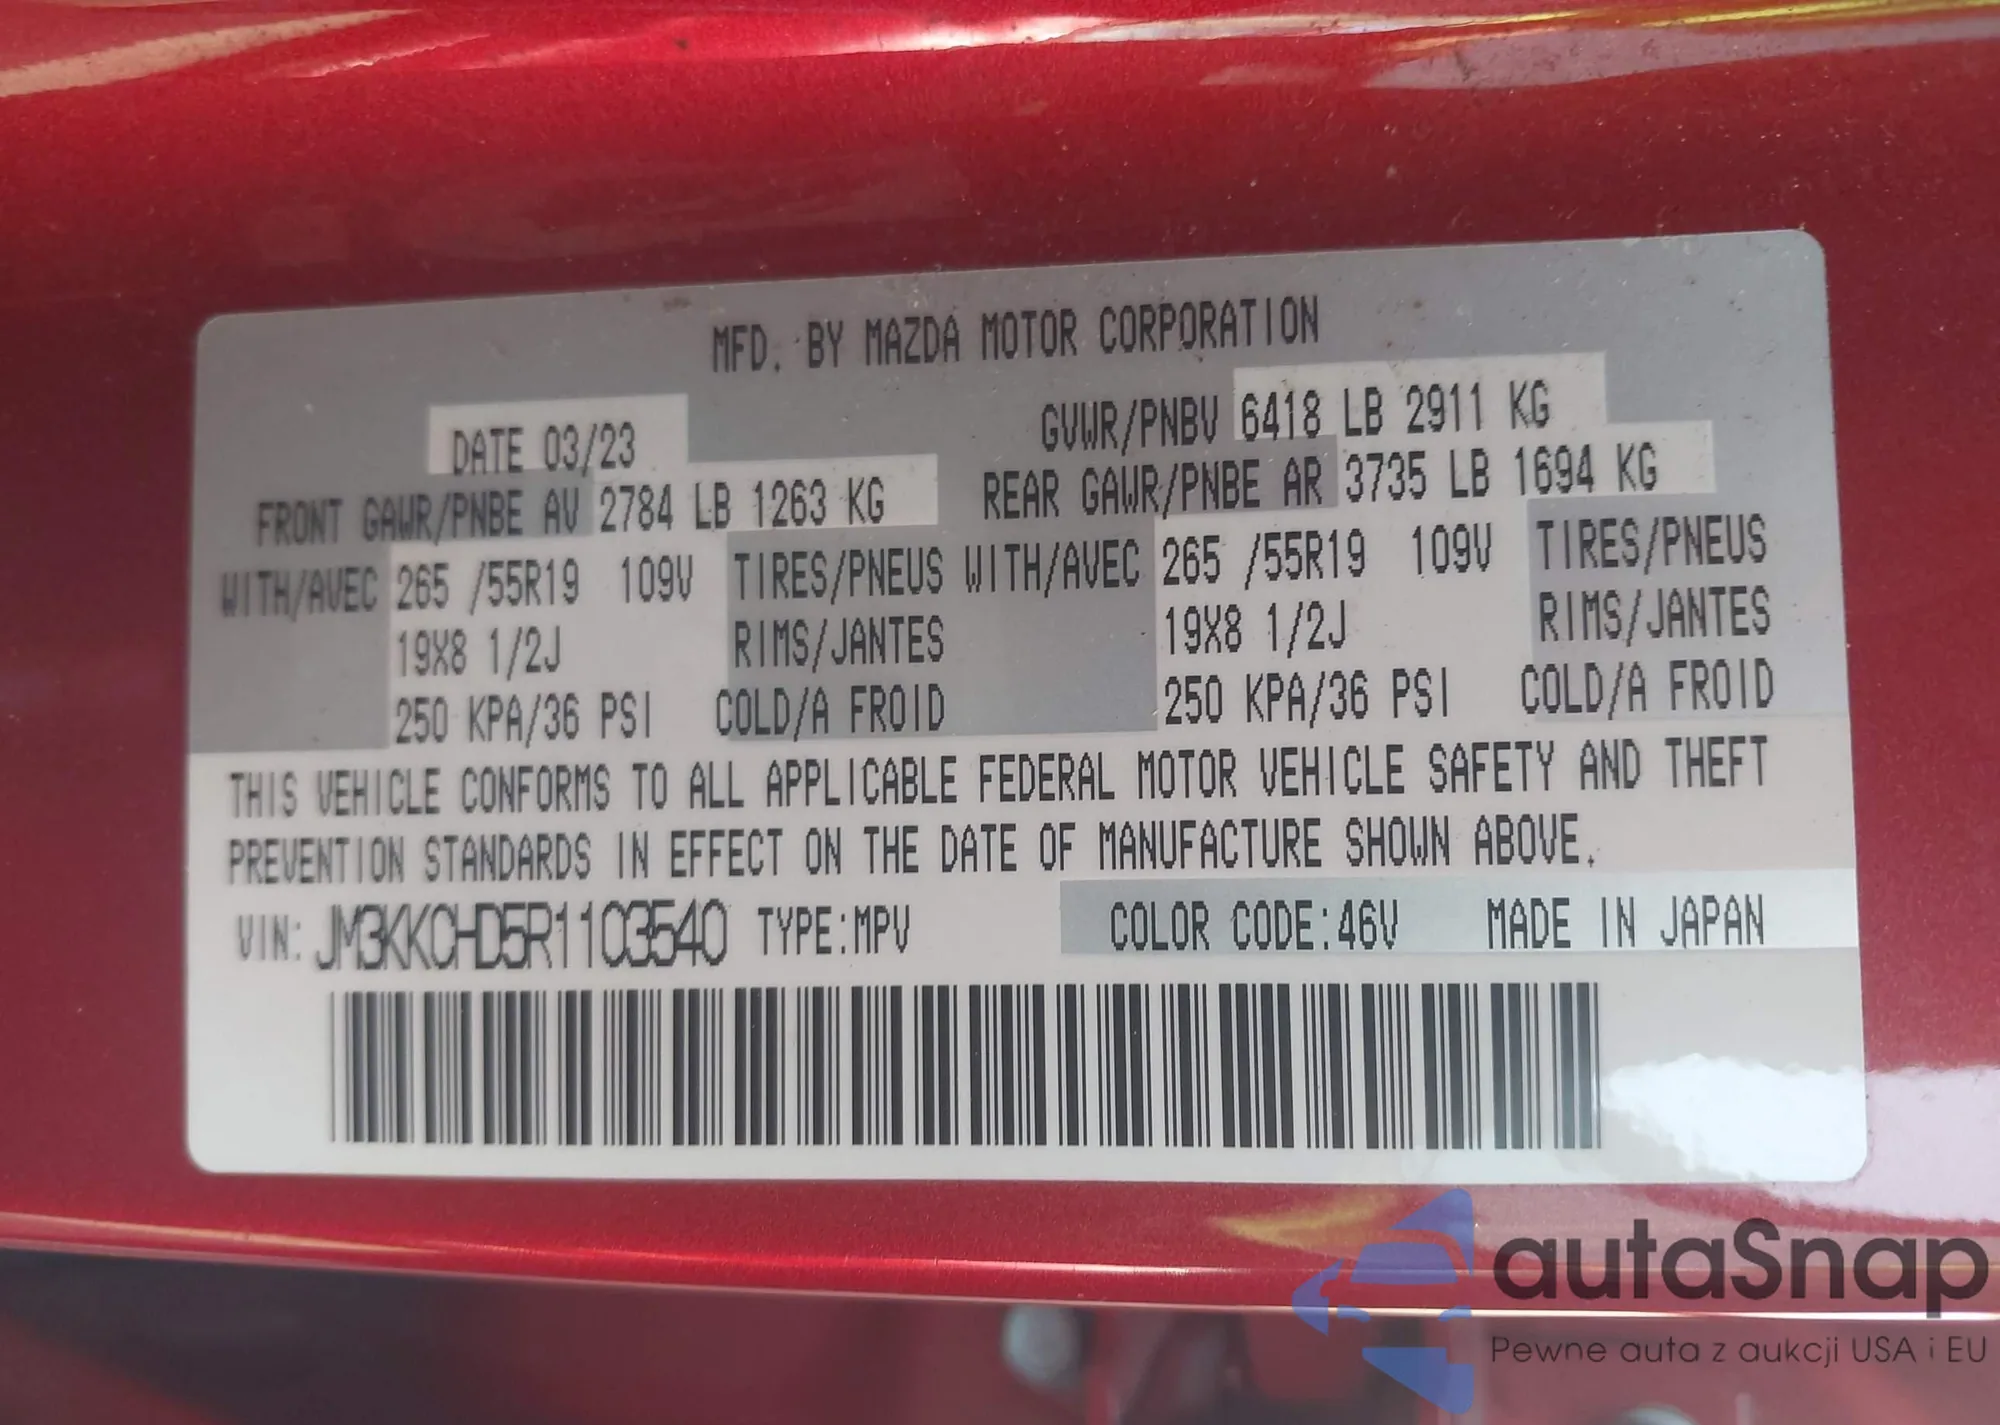 MFD. BY MAZDA MOTOR CORPORATION
DATE 03/23 GVWR/PNBV 6418 LB 2911 KG
FRONT GAWR/PNBE AV 2784 LB 1263 KG REAR GAWR/PNBE AR 3735 LB 1694 KG
WITH/AVEC 265 /55R19 109V TIRES/PNEUS WITH/AVEC 265 /55R19 109V TIRES/PNEUS
19X8 1/2J RIMS/JANTES 19X8 1/2J RIMS/JANTES
250 KPA/36 PSI COLD/A FROID 250 KPA/36 PSI COLD/A FROID
THIS VEHICLE CONFORMS TO ALL APPLICABLE FEDERAL MOTOR VEHICLE SAFETY AND THEFT
PREVENTION STANDARDS IN EFFECT ON THE DATE OF MANUFACTURE SHOWN ABOVE.
VIN: JM3KKCHD5R1103540 TYPE:MPV COLOR CODE:46V MADE IN JAPAN
autaSnap
Pewne auta z aukcji USA i EU